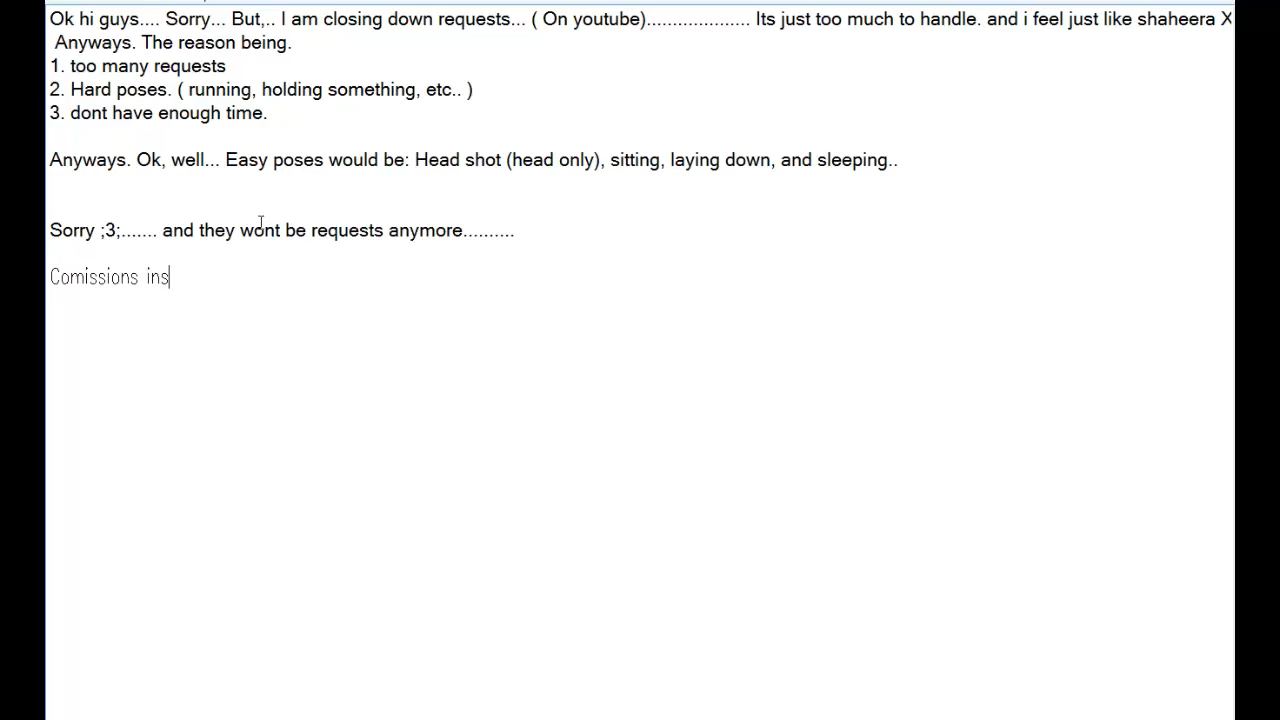 Ok hi guys.... Sorry... But,.. I am closing down requests... ( On youtube).................... Its just too much to handle. and i feel just like shaheera X
Anyways. The reason being.
1. too many requests
2. Hard poses. ( running, holding something, etc.. )
3. dont have enough time.
Anyways. Ok, well... Easy poses would be: Head shot (head only), sitting, laying down, and sleeping..
Sorry ;3;....... and they wont be requests anymore..........
Comissions ins